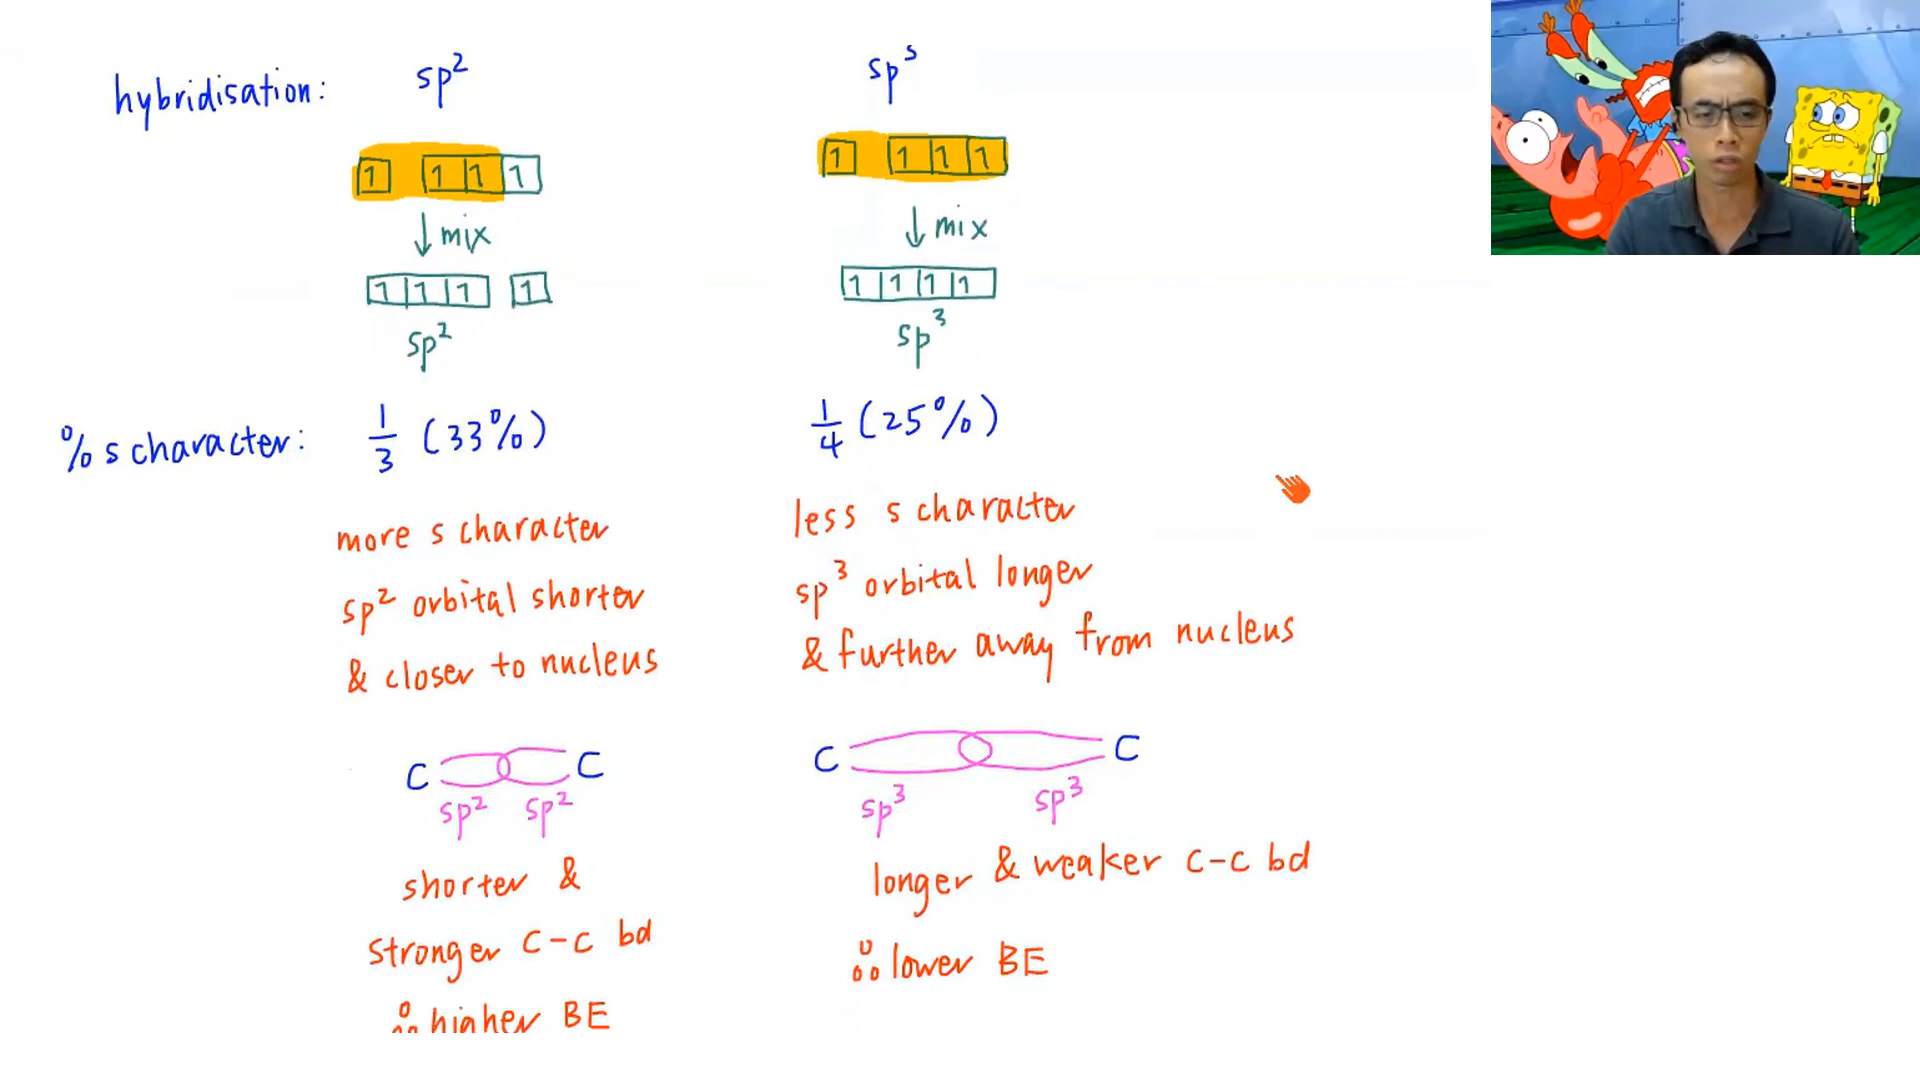 hybridisation: sp² sp³
1 1 1 1 1 1 1 1
↓ mix ↓ mix
1 1 1 1 1 1 1 1
sp² sp³
% s character: 1/3 (33%) 1/4 (25%)
more s character
sp² orbital shorter
& closer to nucleus
less s character
sp³ orbital longer
& further away from nucleus
C C
sp² sp²
C C
sp³ sp³
shorter &
stronger C-C bd
∴ higher BE
longer & weaker C-C bd
∴ lower BE